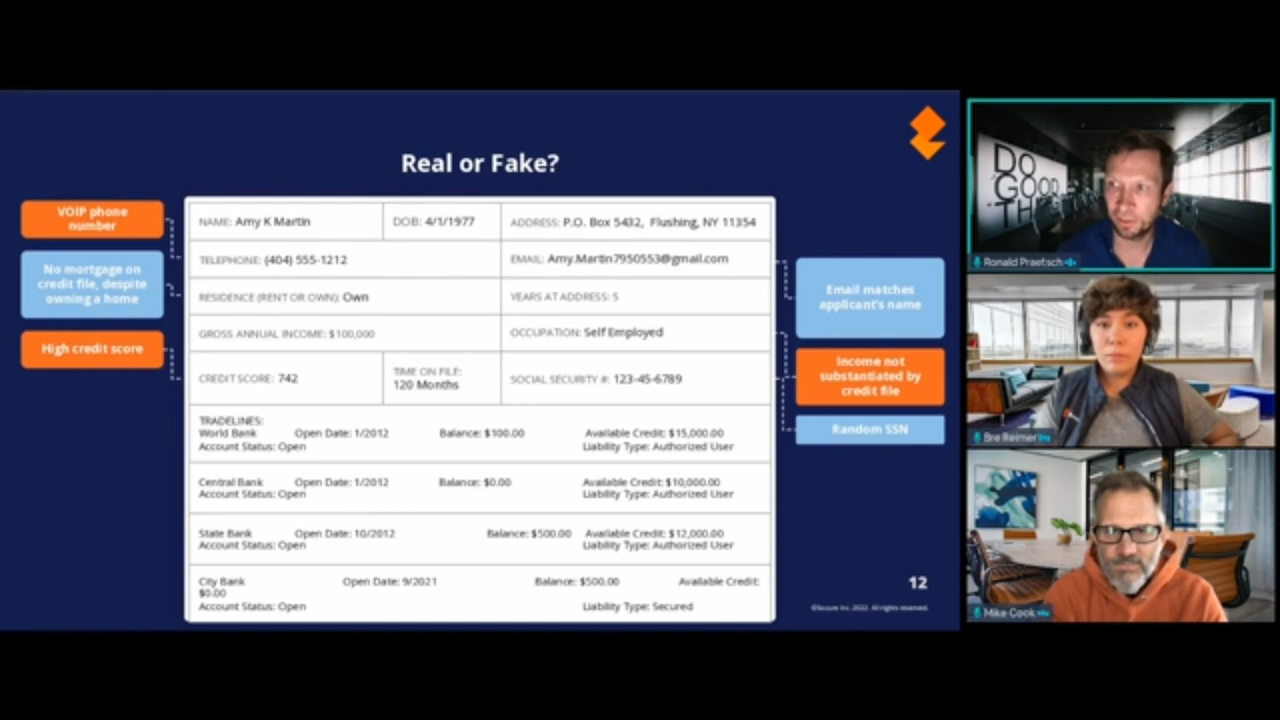 Real or Fake?
VOIP phone
number
No mortgage on
credit file, despite
owning a home
High credit score
NAME: Amy K Martin DOB: 4/1/1977 ADDRESS: P.O. Box 5432, Flushing, NY 11354
TELEPHONE: (404) 555-1212 EMAIL: Amy.Martin7950553@gmail.com
RESIDENCE (RENT OR OWN): Own YEARS AT ADDRESS: 5
GROSS ANNUAL INCOME: $100,000 OCCUPATION: Self Employed
CREDIT SCORE: 742 TIME ON FILE: 120 Months SOCIAL SECURITY #: 123-45-6789
TRADELINES:
World Bank Open Date: 1/2012 Balance: $100.00 Available Credit: $15,000.00
Account Status: Open Liability Type: Authorized User
Central Bank Open Date: 1/2012 Balance: $0.00 Available Credit: $10,000.00
Account Status: Open Liability Type: Authorized User
State Bank Open Date: 10/2012 Balance: $500.00 Available Credit: $12,000.00
Account Status: Open Liability Type: Authorized User
City Bank Open Date: 9/2021 Balance: $500.00 Available Credit:
$0.00
Account Status: Open Liability Type: Secured
Email matches
applicant's name
Income not
substantiated by
credit file
Random SSN
12
©Socure Inc. 2022. All rights reserved.
DO
GOOD
TH
Ronald Praetsch
Bre Reimer
Mike Cook